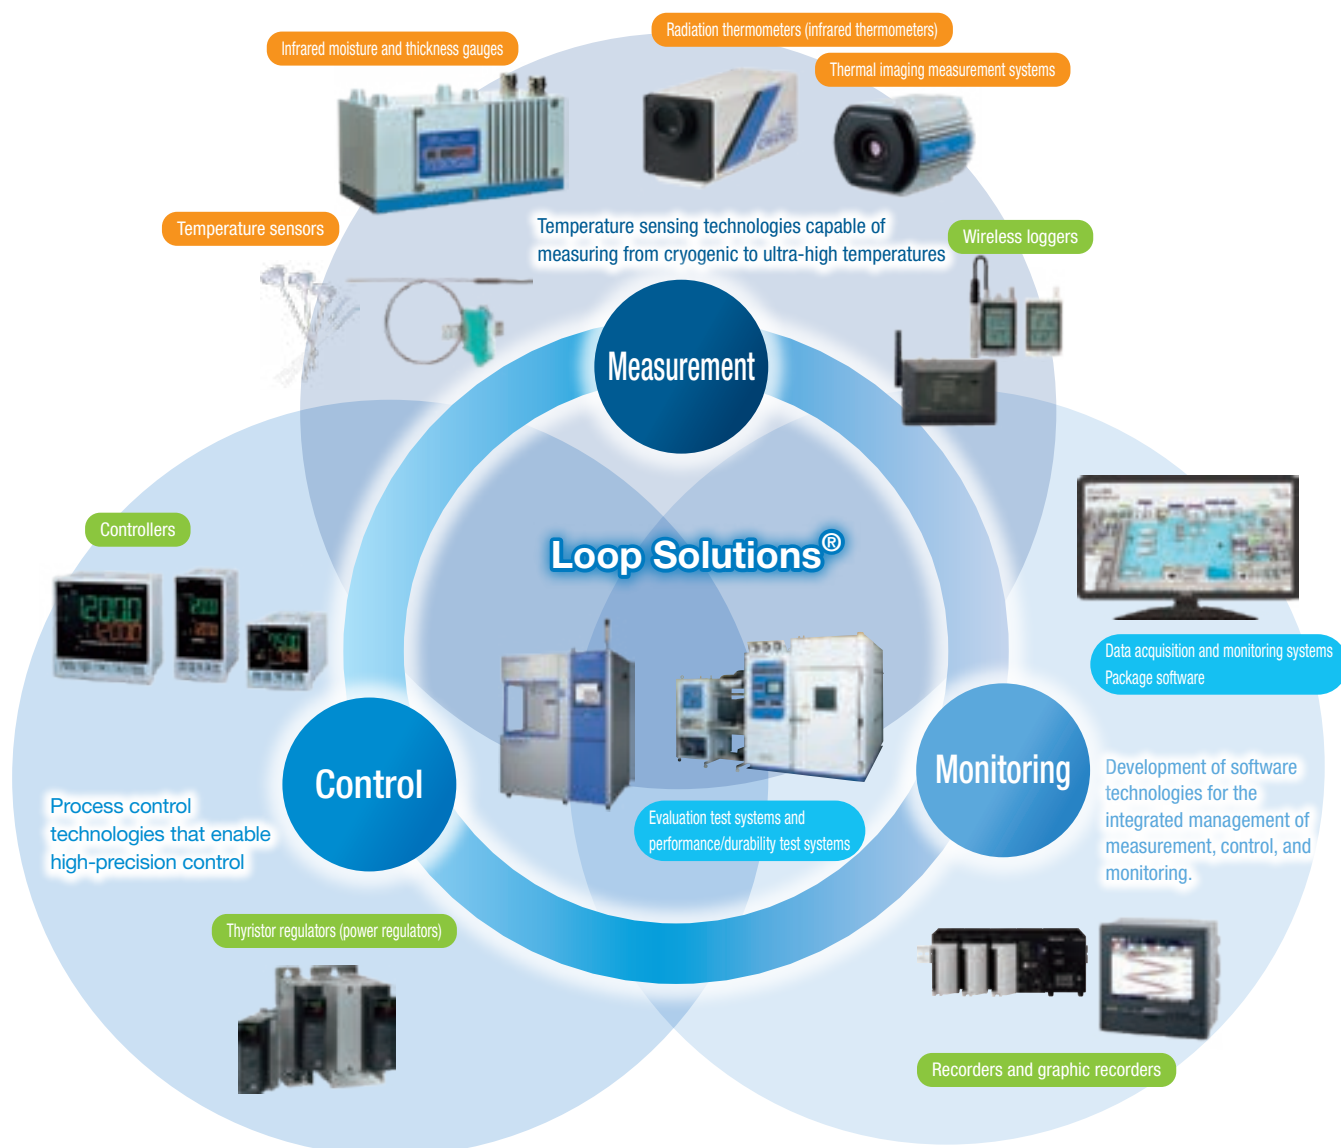 Radiation thermometers (infrared thermometers)
Infrared moisture and thickness gauges
Thermal imaging measurement systems
Temperature sensors
Temperature sensing technologies capable of
measuring from cryogenic to ultra-high temperatures
Wireless loggers
Measurement
Controllers
Loop Solutions®
Data acquisition and monitoring systems
Package software
Control
Monitoring
Process control
technologies that enable
high-precision control
Development of software
technologies for the
integrated management of
measurement, control, and
monitoring.
Evaluation test systems and
performance/durability test systems
Thyristor regulators (power regulators)
Recorders and graphic recorders